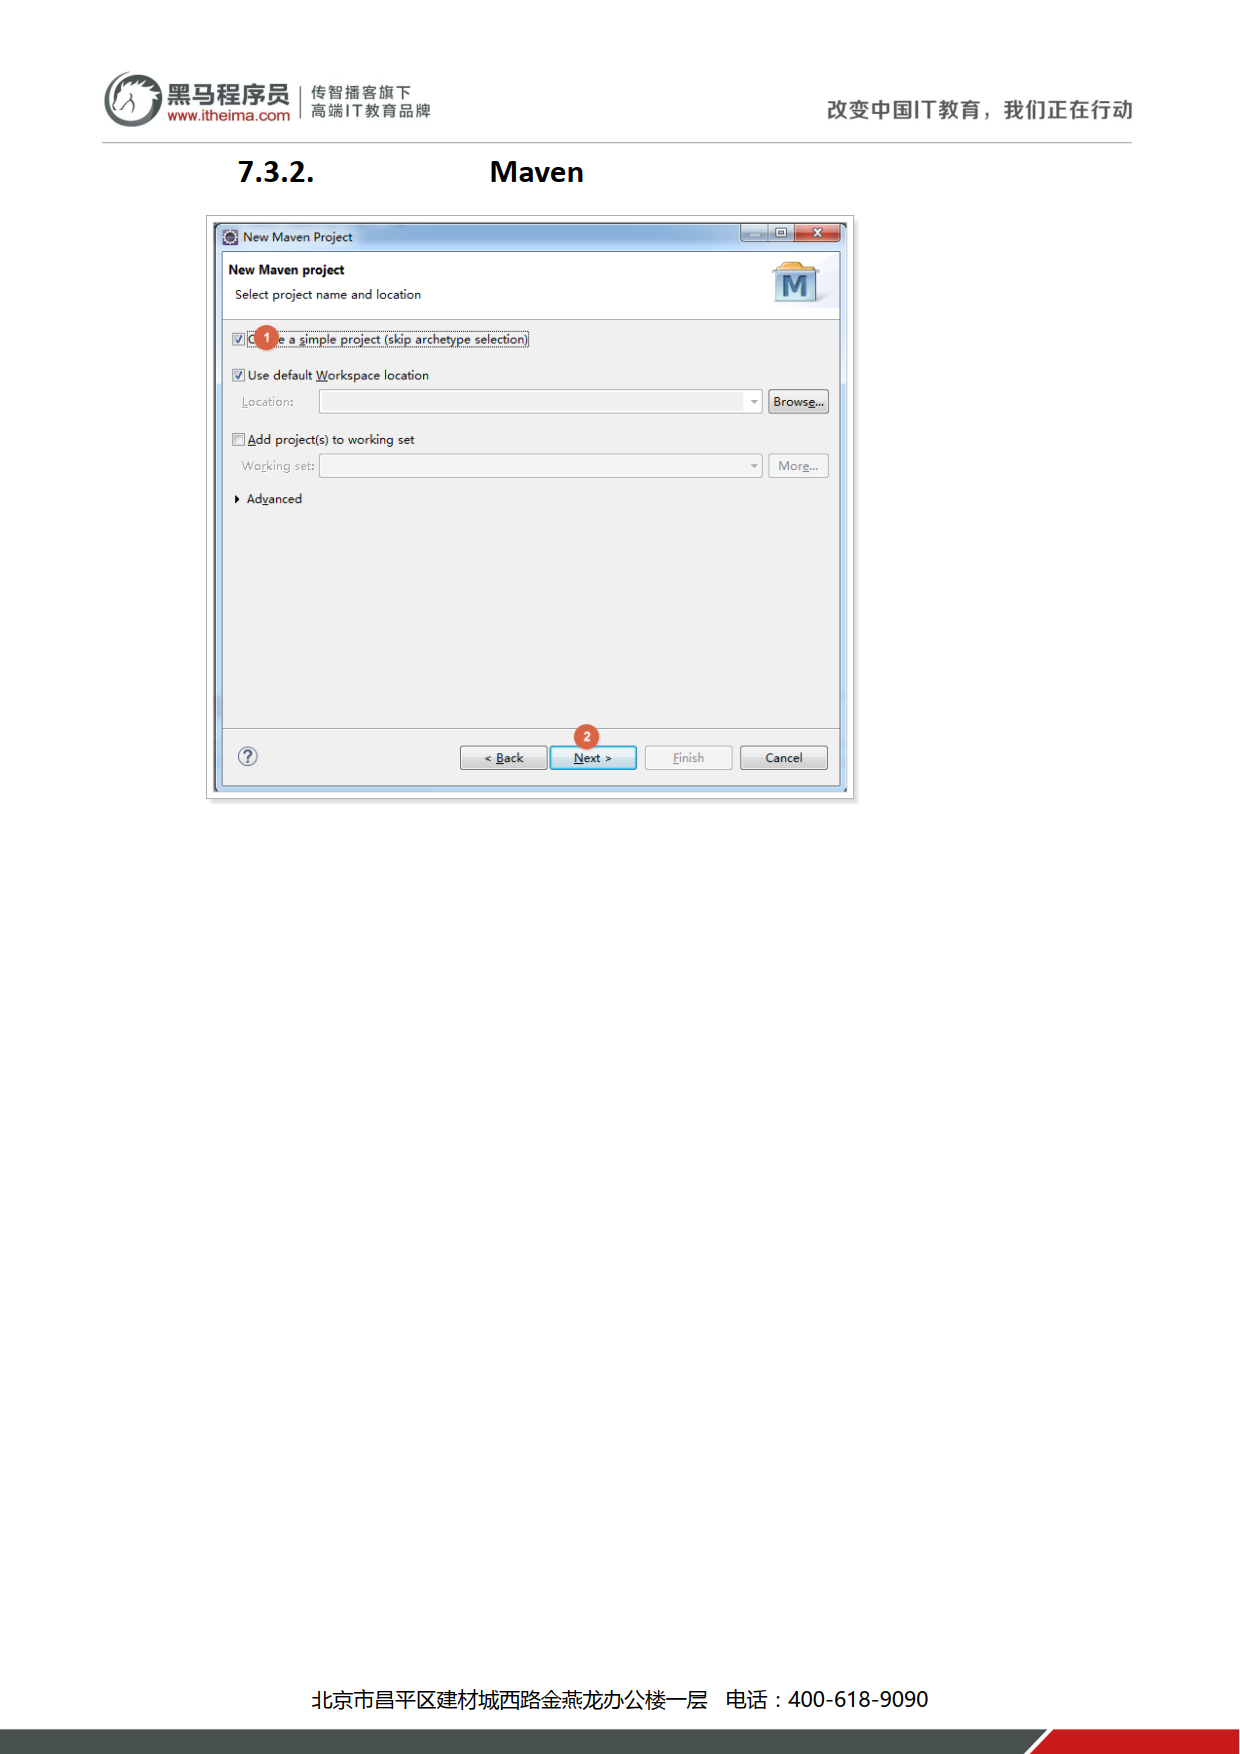 黑马程序员
www.itheima.com
传智播客旗下
高端IT教育品牌
改变中国IT教育，我们正在行动
7.3.2. Maven
New Maven Project
New Maven project
Select project name and location
M
1
a simple project (skip archetype selection)
Use default Workspace location
Location:
Browse...
Add project(s) to working set
Working set:
More...
Advanced
2
?
< Back
Next >
Finish
Cancel
北京市昌平区建材城西路金燕龙办公楼一层 电话：400-618-9090